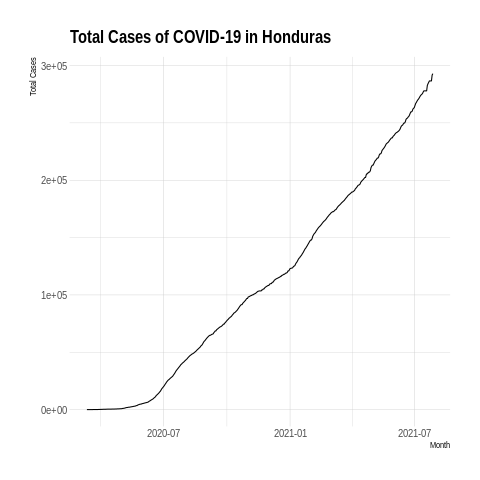 Total Cases of COVID-19 in Honduras
Total Cases
3e+05
2e+05
1e+05
0e+00
2020-07
2021-01
2021-07
Month